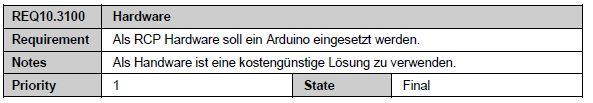 REQ10.3100 Hardware
Requirement Als RCP Hardware soll ein Arduino eingesetzt werden.
Notes Als Handware ist eine kostengünstige Lösung zu verwenden.
Priority 1 State Final